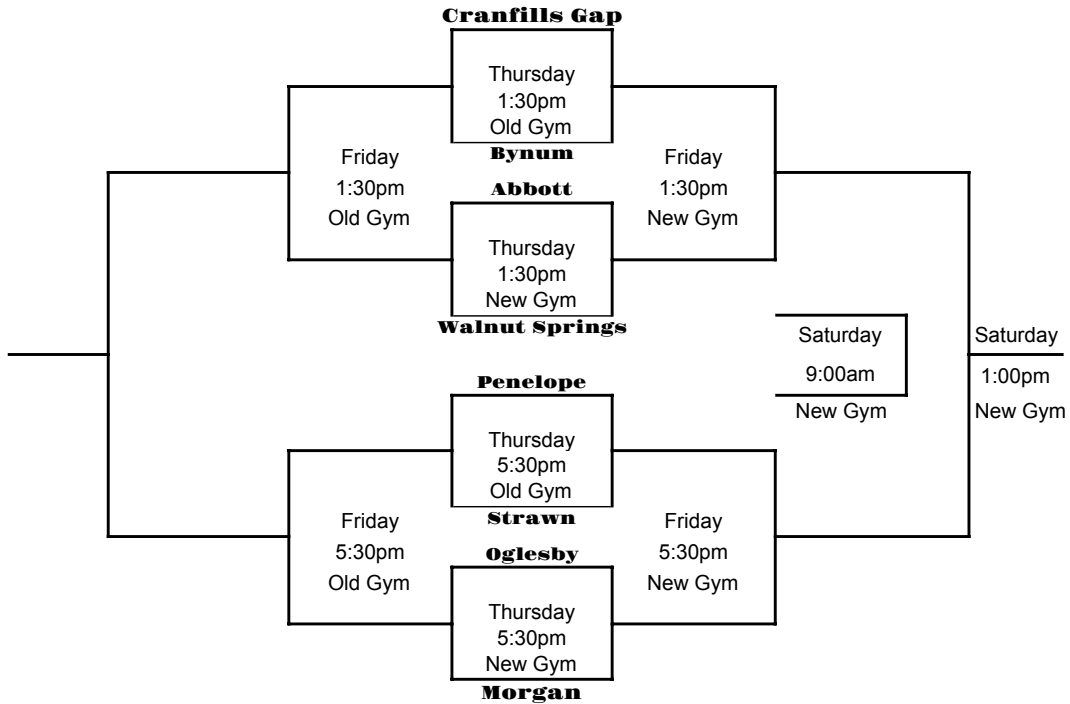 Cranfills Gap
Thursday
1:30pm
Old Gym
Bynum
Friday
1:30pm
Old Gym
Friday
1:30pm
New Gym
Abbott
Thursday
1:30pm
New Gym
Walnut Springs
Saturday
9:00am
New Gym
Saturday
1:00pm
New Gym
Penelope
Thursday
5:30pm
Old Gym
Strawn
Friday
5:30pm
Old Gym
Friday
5:30pm
New Gym
Oglesby
Thursday
5:30pm
New Gym
Morgan